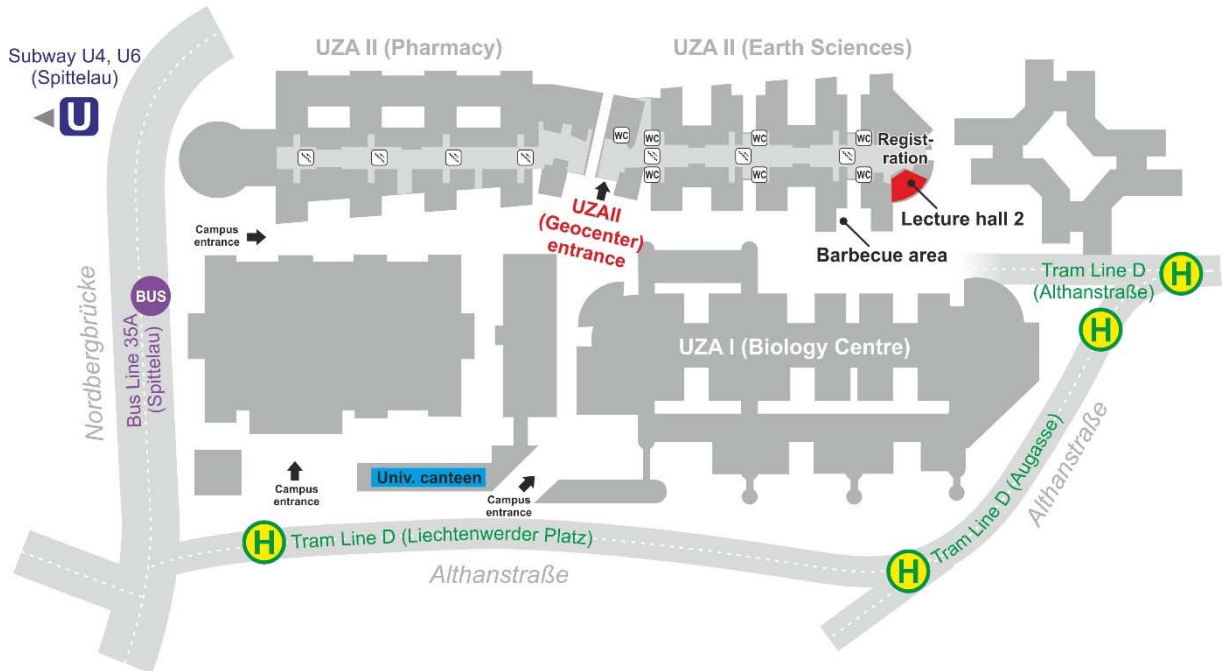 UZA II (Pharmacy)
UZA II (Earth Sciences)
Subway U4, U6
(Spittelau)
U
WC
WC
WC
WC
WC
WC
WC
WC
WC
Regist-
ration
Lecture hall 2
Barbecue area
UZAII
(Geocenter)
entrance
Campus
entrance
Nordbergbrücke
BUS
Bus Line 35A
(Spittelau)
UZA I (Biology Centre)
Tram Line D
(Althanstraße)
H
H
Univ. canteen
Campus
entrance
Campus
entrance
H
Tram Line D (Liechtenwerder Platz)
Althanstraße
H
Tram Line D (Augasse)
Althanstraße